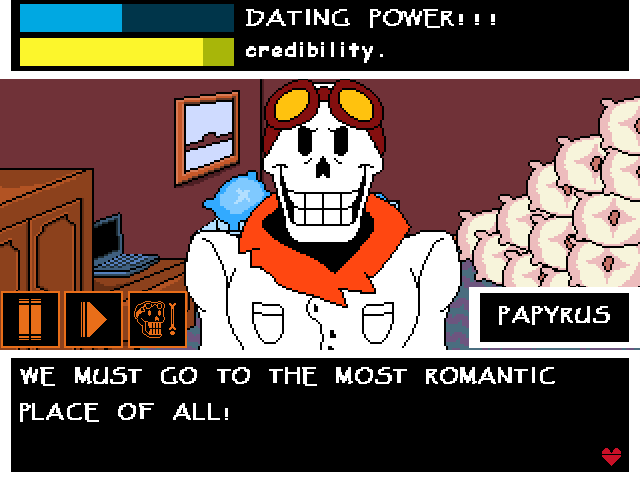 DATING POWER!!!
credibility.
PAPYRUS
WE MUST GO TO THE MOST ROMANTIC
PLACE OF ALL!